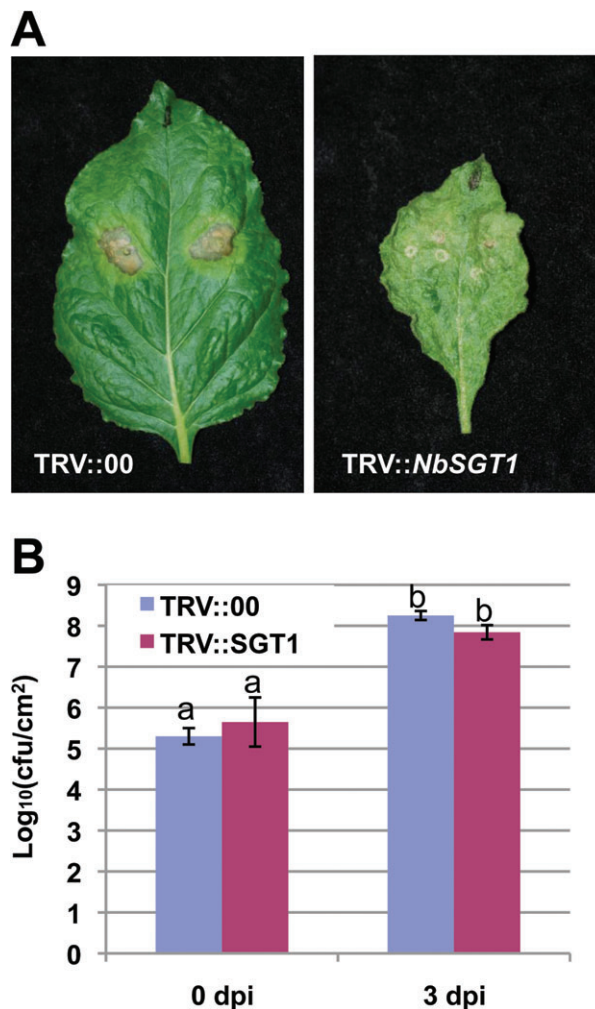 A
TRV::00
TRV::NbSGT1
B
Log₁₀(cfu/cm²)
9
8
7
6
5
4
3
2
1
0
TRV::00
TRV::SGT1
a
a
b
b
0 dpi
3 dpi